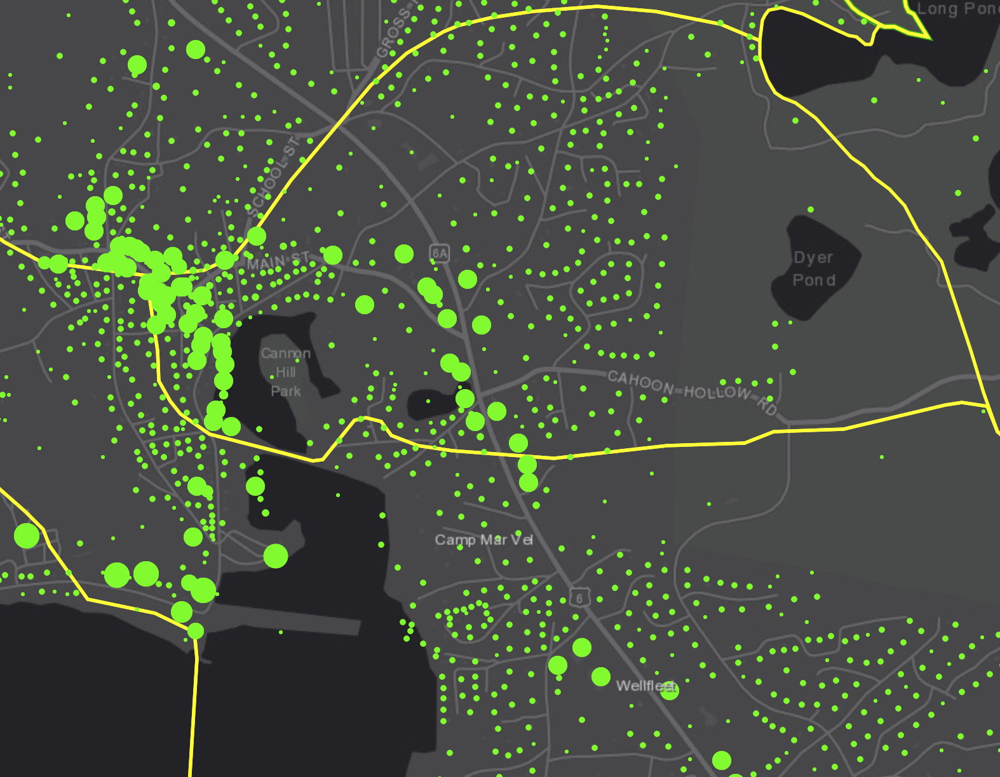 Long Pon
GROSS
SCHOOL=ST
MAIN ST
6A
Dyer
Pond
Cannon
Hill
Park
CAHOON=HOLLOW=RD
Camp Mar Vel
6
Wellfleet